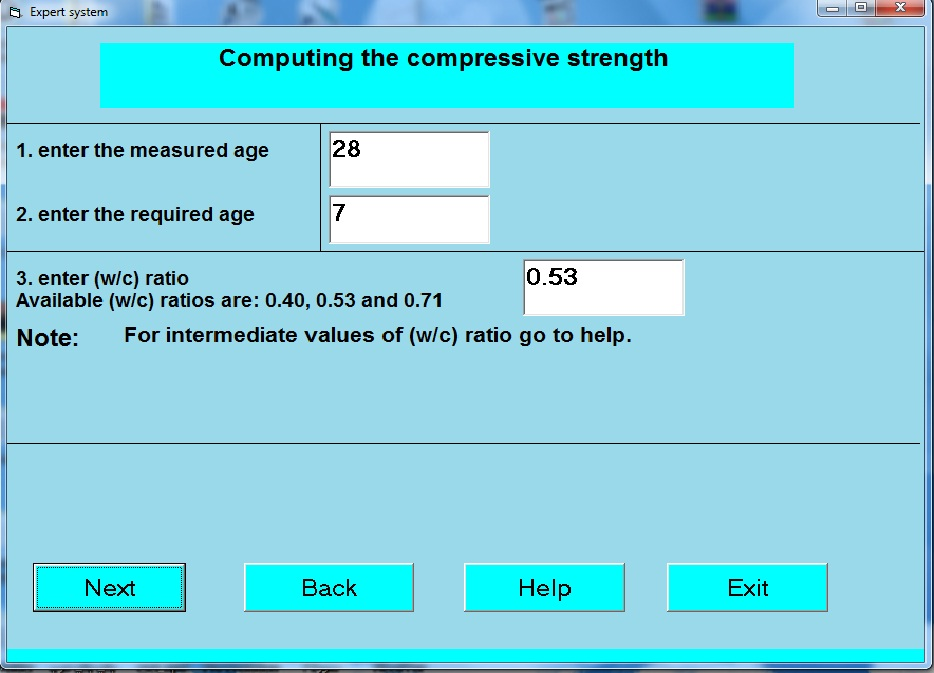 Expert system
Computing the compressive strength
1. enter the measured age
28
2. enter the required age
7
3. enter (w/c) ratio
0.53
Available (w/c) ratios are: 0.40, 0.53 and 0.71
Note: For intermediate values of (w/c) ratio go to help.
Next Back Help Exit